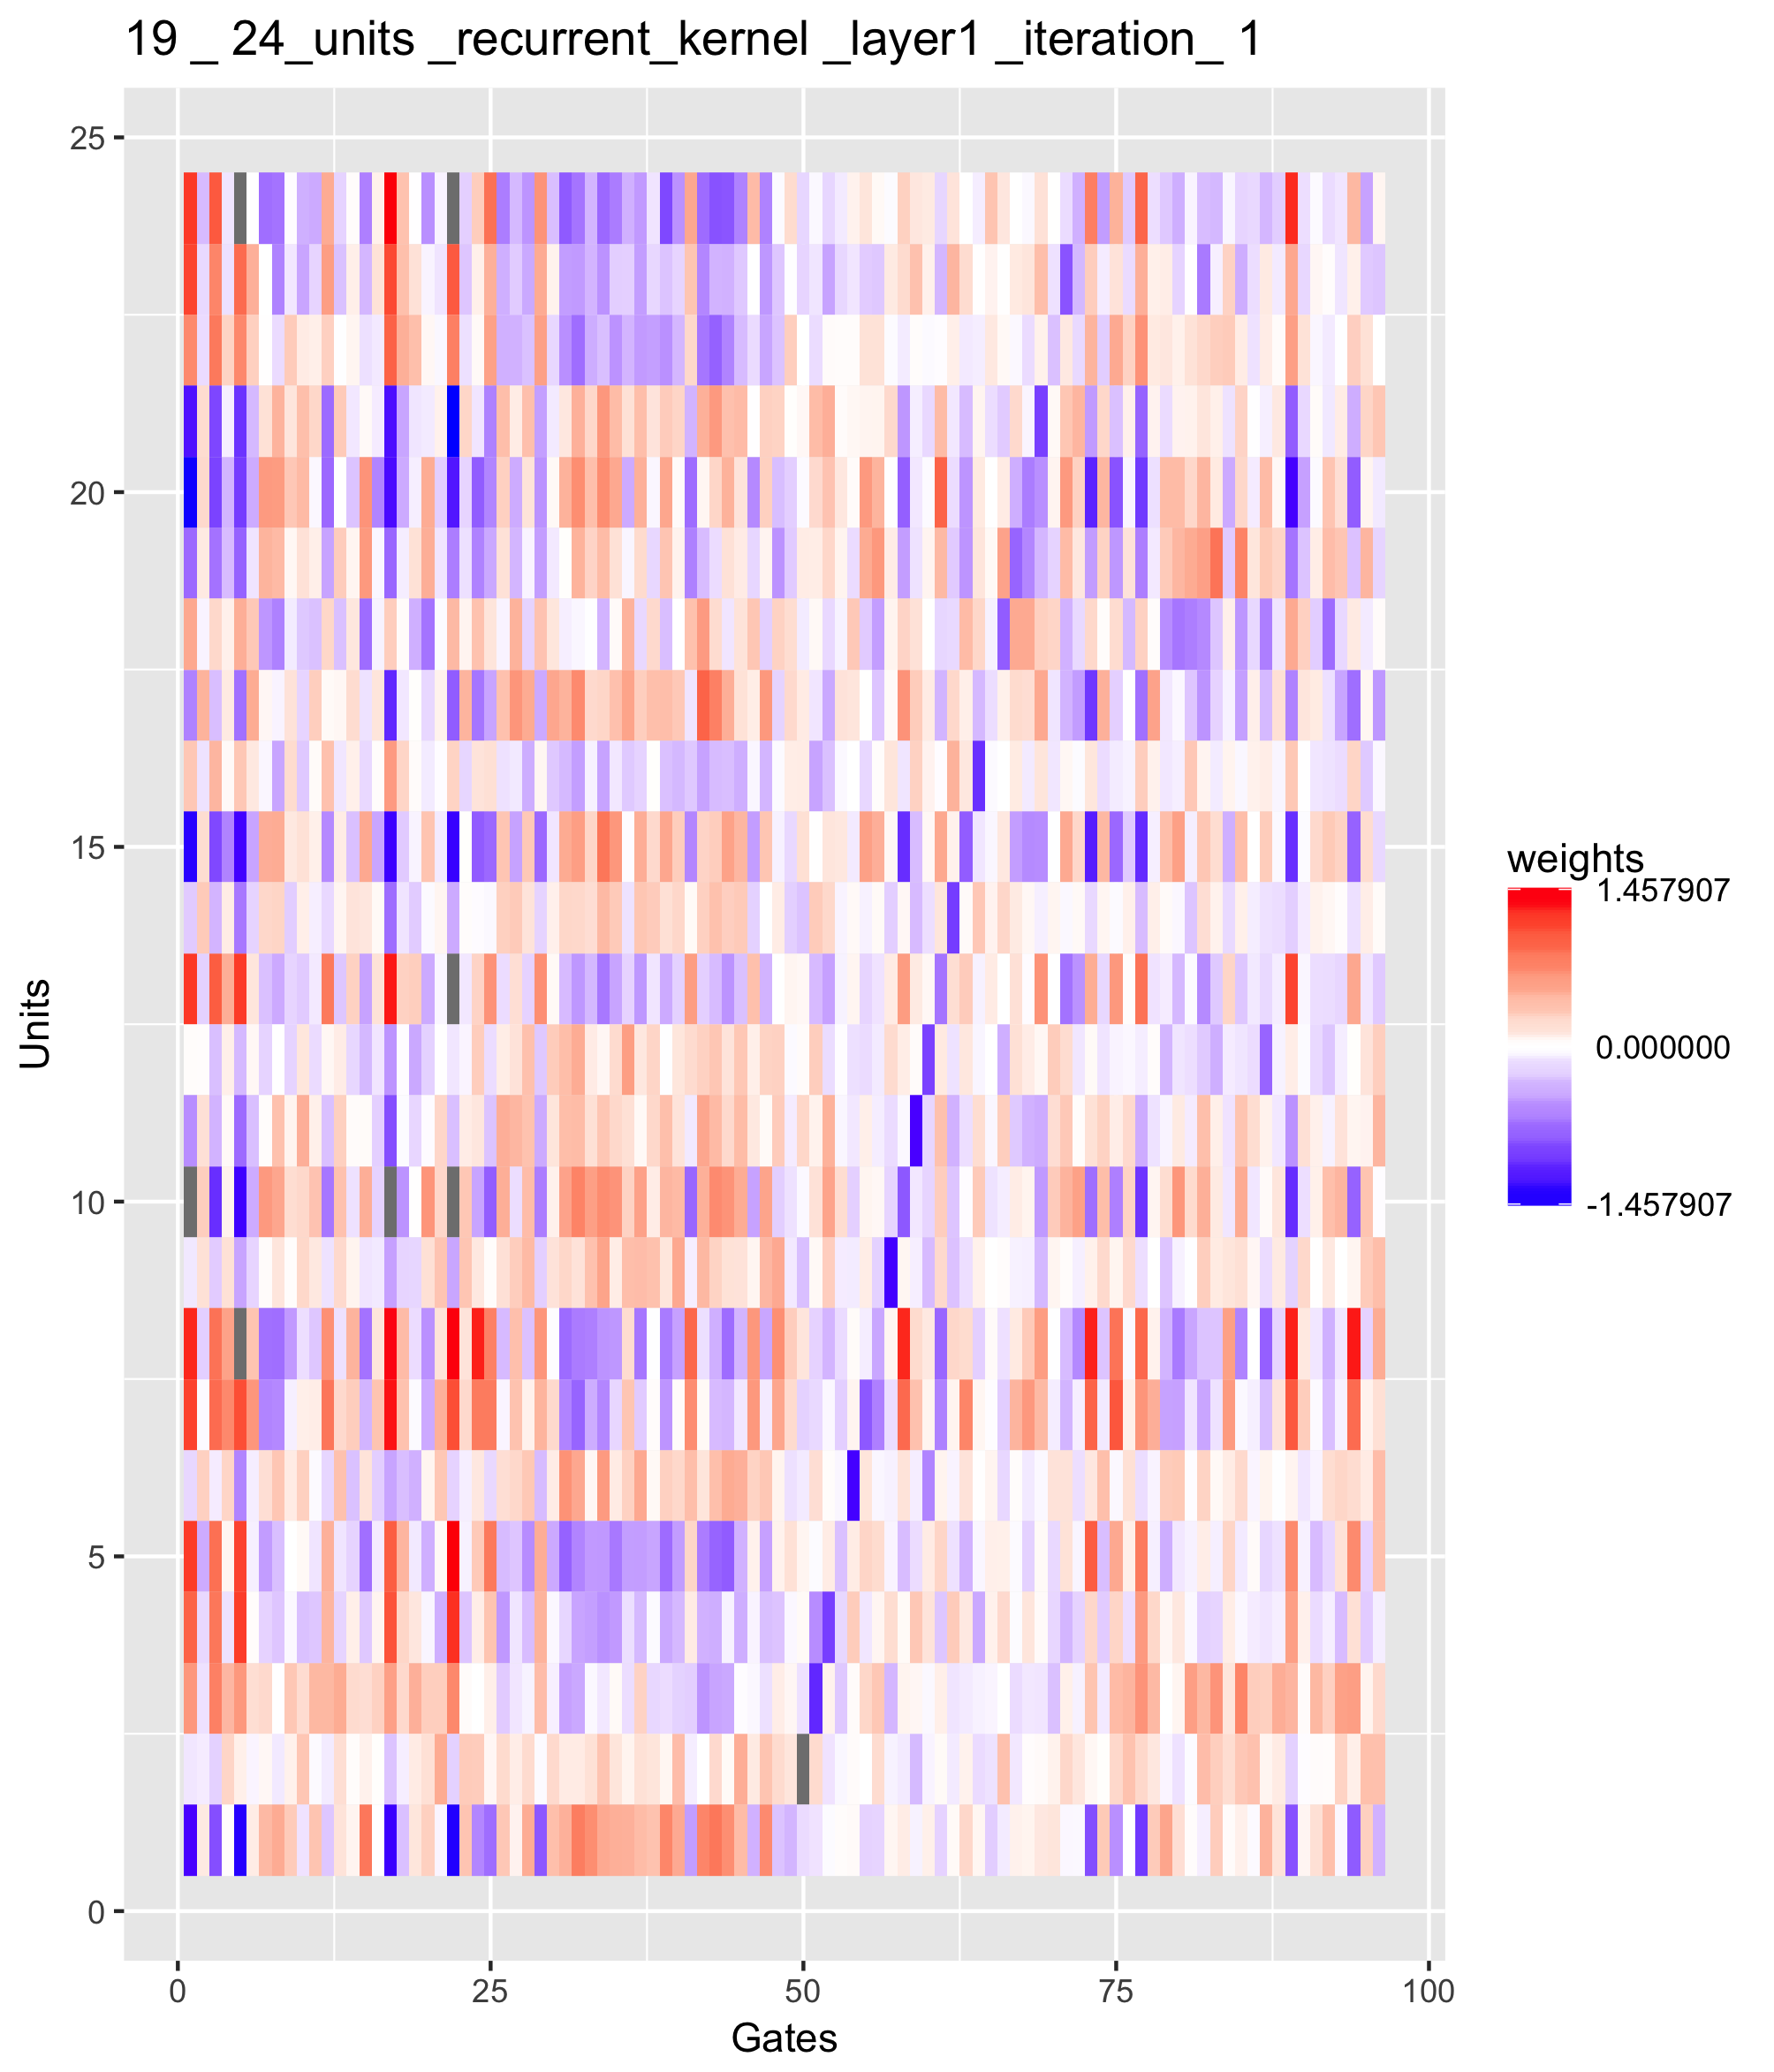 19 _ 24_units _recurrent_kernel _layer1 _iteration_ 1
25
20
15
10
5
0
Units
0 25 50 75 100
Gates
weights
1.457907
0.000000
-1.457907